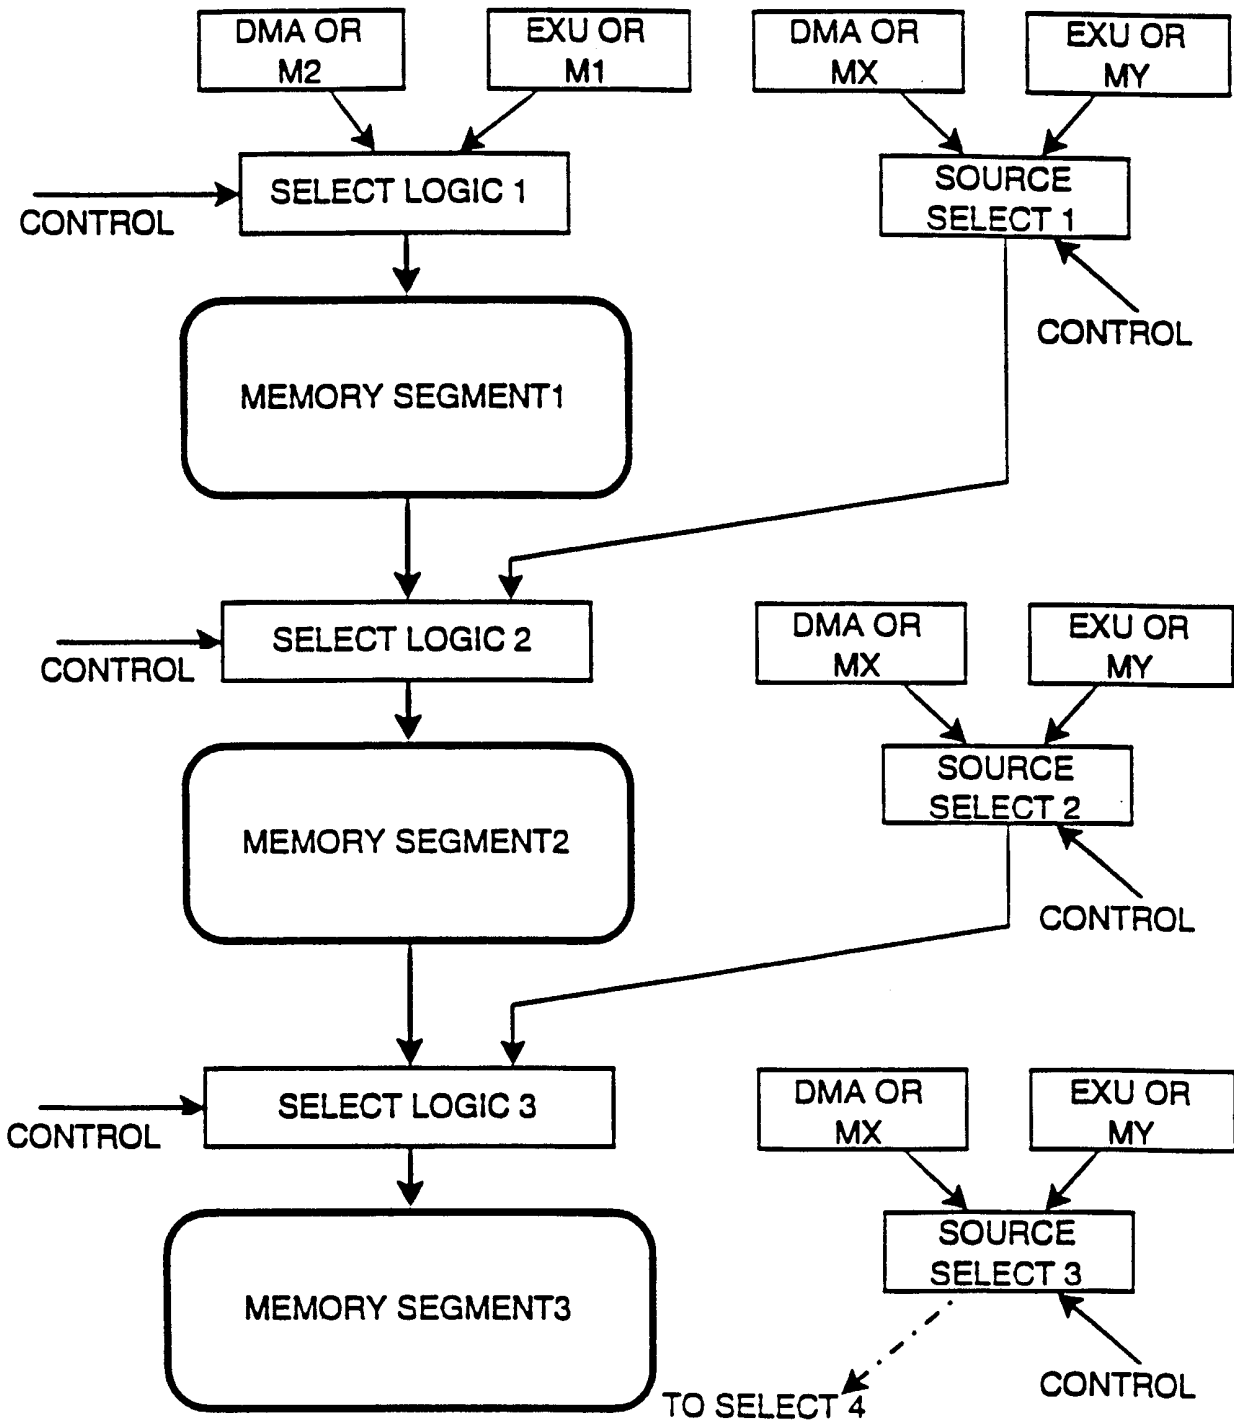 DMA OR
M2
EXU OR
M1
DMA OR
MX
EXU OR
MY
SELECT LOGIC 1
CONTROL
SOURCE
SELECT 1
CONTROL
MEMORY SEGMENT1
SELECT LOGIC 2
CONTROL
DMA OR
MX
EXU OR
MY
SOURCE
SELECT 2
CONTROL
MEMORY SEGMENT2
SELECT LOGIC 3
CONTROL
DMA OR
MX
EXU OR
MY
SOURCE
SELECT 3
CONTROL
MEMORY SEGMENT3
TO SELECT 4